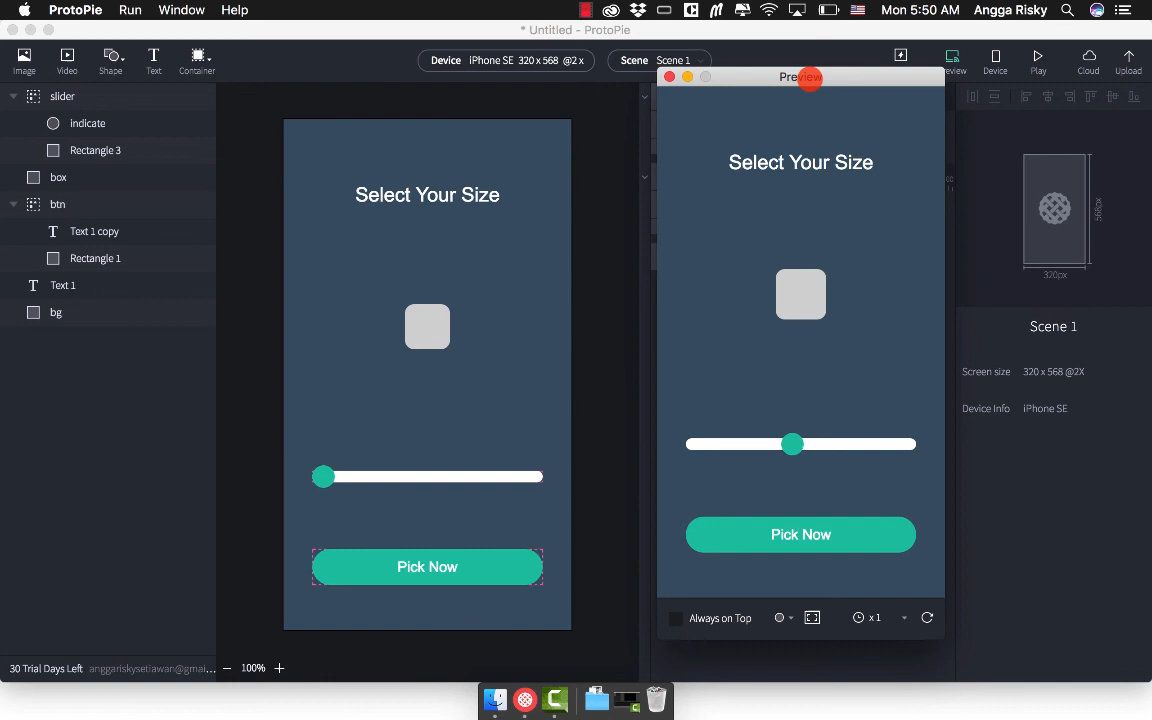 ProtoPie Run Window Help Mon 5:50 AM Angga Risky
* Untitled - ProtoPie
Image Video Shape Text Container
Device iPhone SE 320 x 568 @2 x
Scene Scene 1
Device Play Cloud Upload
slider
indicate
Rectangle 3
box
btn
Text 1 copy
Rectangle 1
Text 1
bg
30 Trial Days Left anggariskysetiawan@gmai...
Select Your Size
Pick Now
100%
Preview
Select Your Size
Pick Now
Always on Top x 1
568px
320px
Scene 1
Screen size 320 x 568 @2X
Device Info iPhone SE